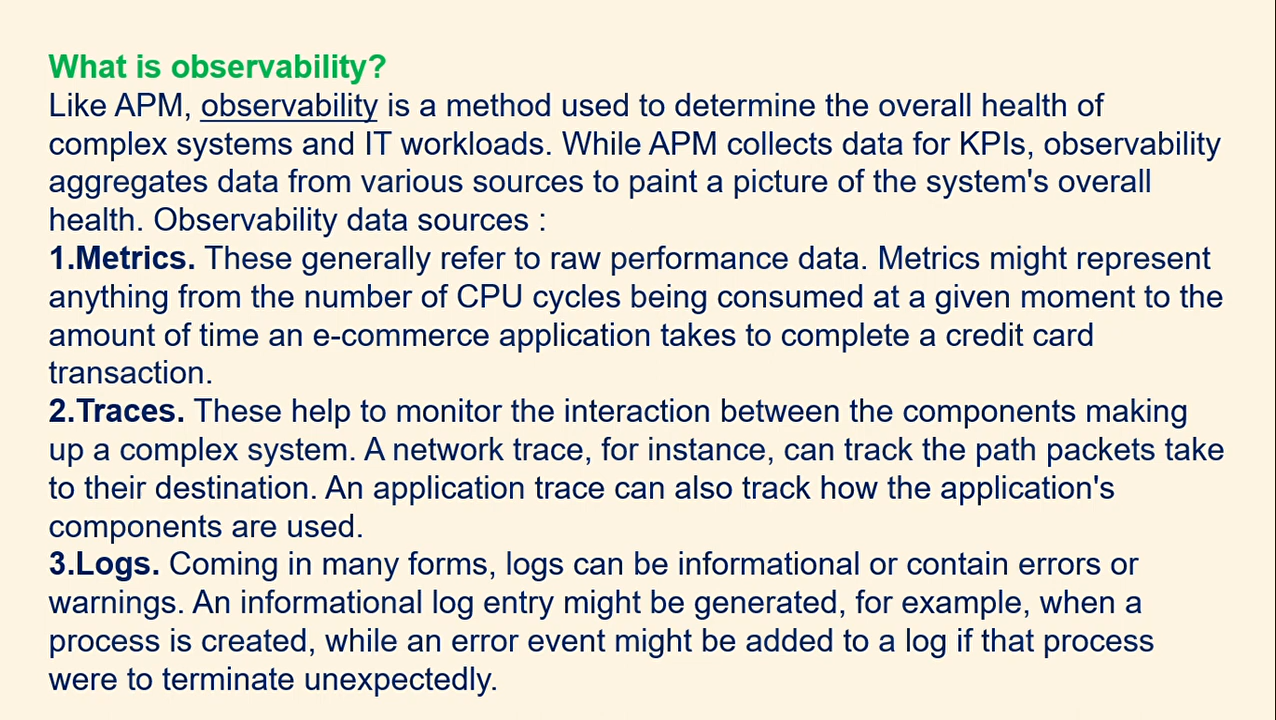 What is observability?
Like APM, observability is a method used to determine the overall health of
complex systems and IT workloads. While APM collects data for KPIs, observability
aggregates data from various sources to paint a picture of the system's overall
health. Observability data sources :
1.Metrics. These generally refer to raw performance data. Metrics might represent
anything from the number of CPU cycles being consumed at a given moment to the
amount of time an e-commerce application takes to complete a credit card
transaction.
2.Traces. These help to monitor the interaction between the components making
up a complex system. A network trace, for instance, can track the path packets take
to their destination. An application trace can also track how the application's
components are used.
3.Logs. Coming in many forms, logs can be informational or contain errors or
warnings. An informational log entry might be generated, for example, when a
process is created, while an error event might be added to a log if that process
were to terminate unexpectedly.